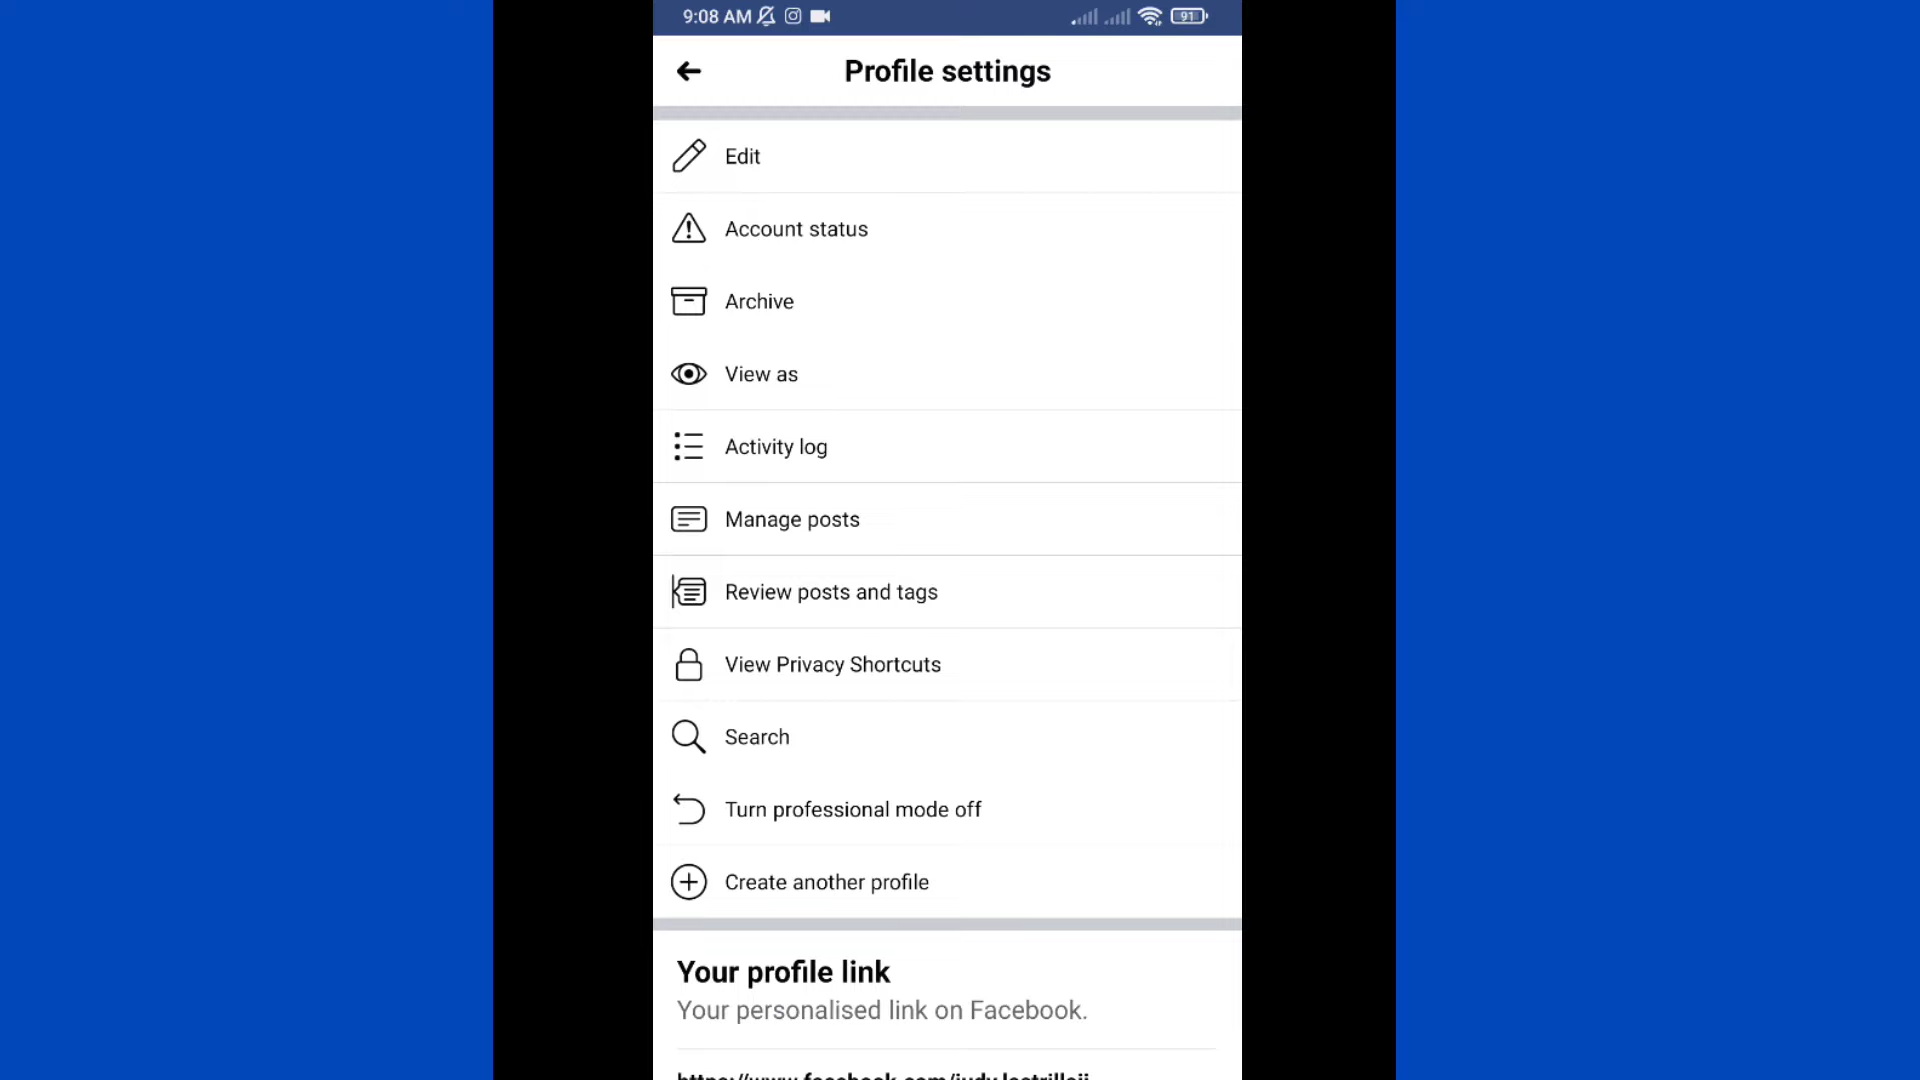 9:08 AM 91
Profile settings
Edit
Account status
Archive
View as
Activity log
Manage posts
Review posts and tags
View Privacy Shortcuts
Search
Turn professional mode off
Create another profile
Your profile link
Your personalised link on Facebook.